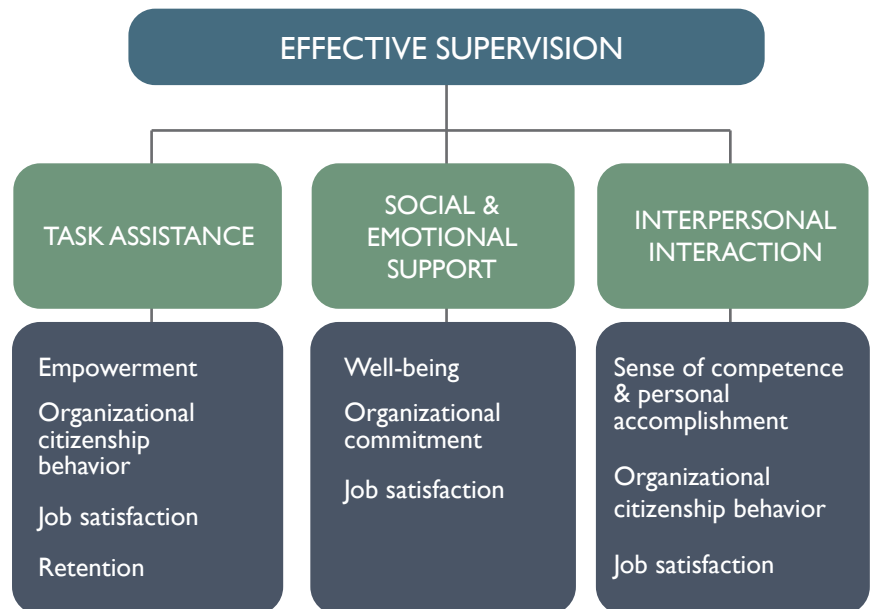 EFFECTIVE SUPERVISION
TASK ASSISTANCE
SOCIAL &
EMOTIONAL
SUPPORT
INTERPERSONAL
INTERACTION
Empowerment
Organizational
citizenship
behavior
Job satisfaction
Retention
Well-being
Organizational
commitment
Job satisfaction
Sense of competence
& personal
accomplishment
Organizational
citizenship behavior
Job satisfaction